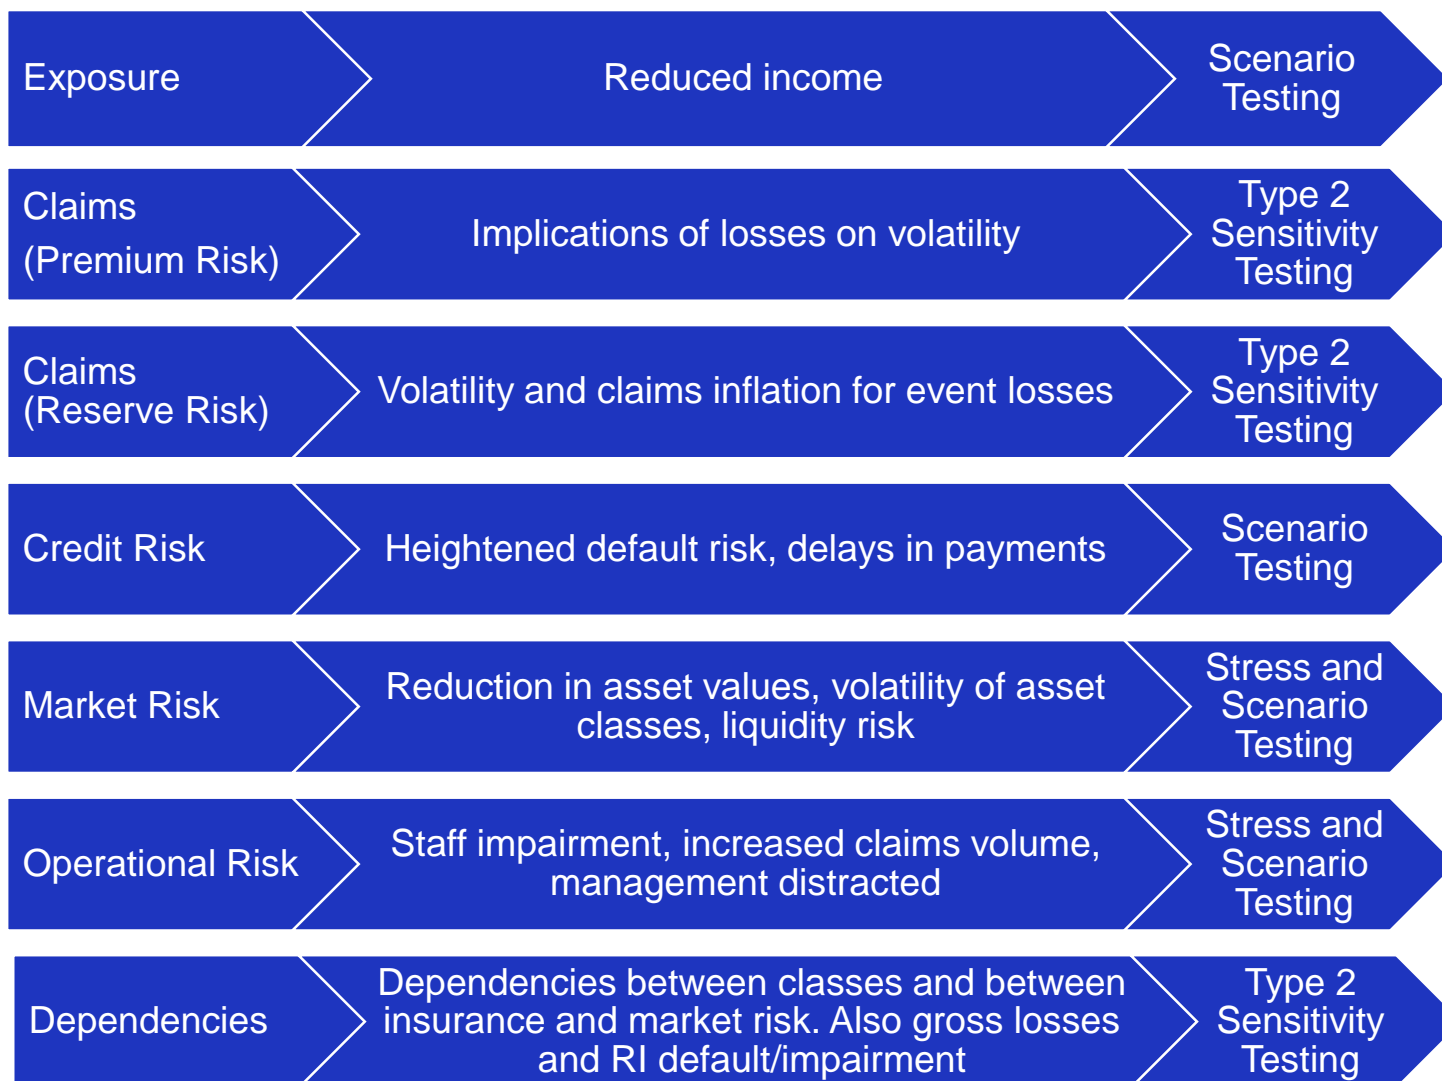 Exposure
Reduced income
Scenario
Testing
Claims
(Premium Risk)
Implications of losses on volatility
Type 2
Sensitivity
Testing
Claims
(Reserve Risk)
Volatility and claims inflation for event losses
Type 2
Sensitivity
Testing
Credit Risk
Heightened default risk, delays in payments
Scenario
Testing
Market Risk
Reduction in asset values, volatility of asset
classes, liquidity risk
Stress and
Scenario
Testing
Operational Risk
Staff impairment, increased claims volume,
management distracted
Stress and
Scenario
Testing
Dependencies
Dependencies between classes and between
insurance and market risk. Also gross losses
and RI default/impairment
Type 2
Sensitivity
Testing